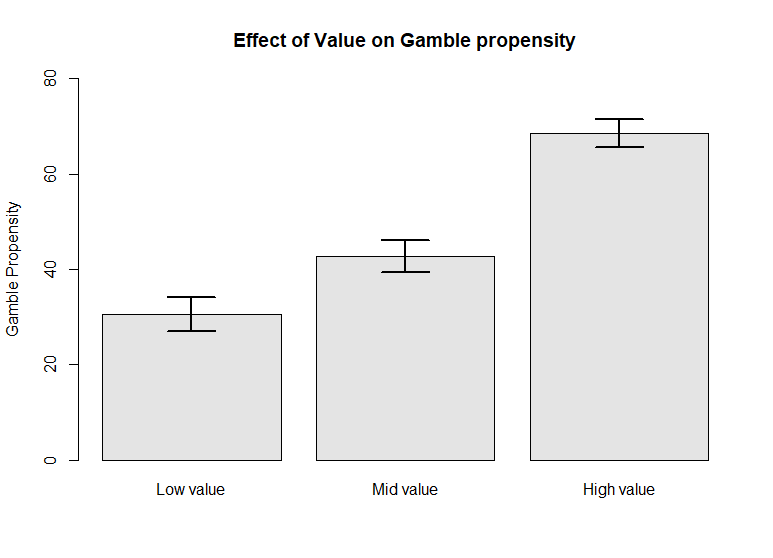 Effect of Value on Gamble propensity
Gamble Propensity
80
60
40
20
0
Low value
Mid value
High value